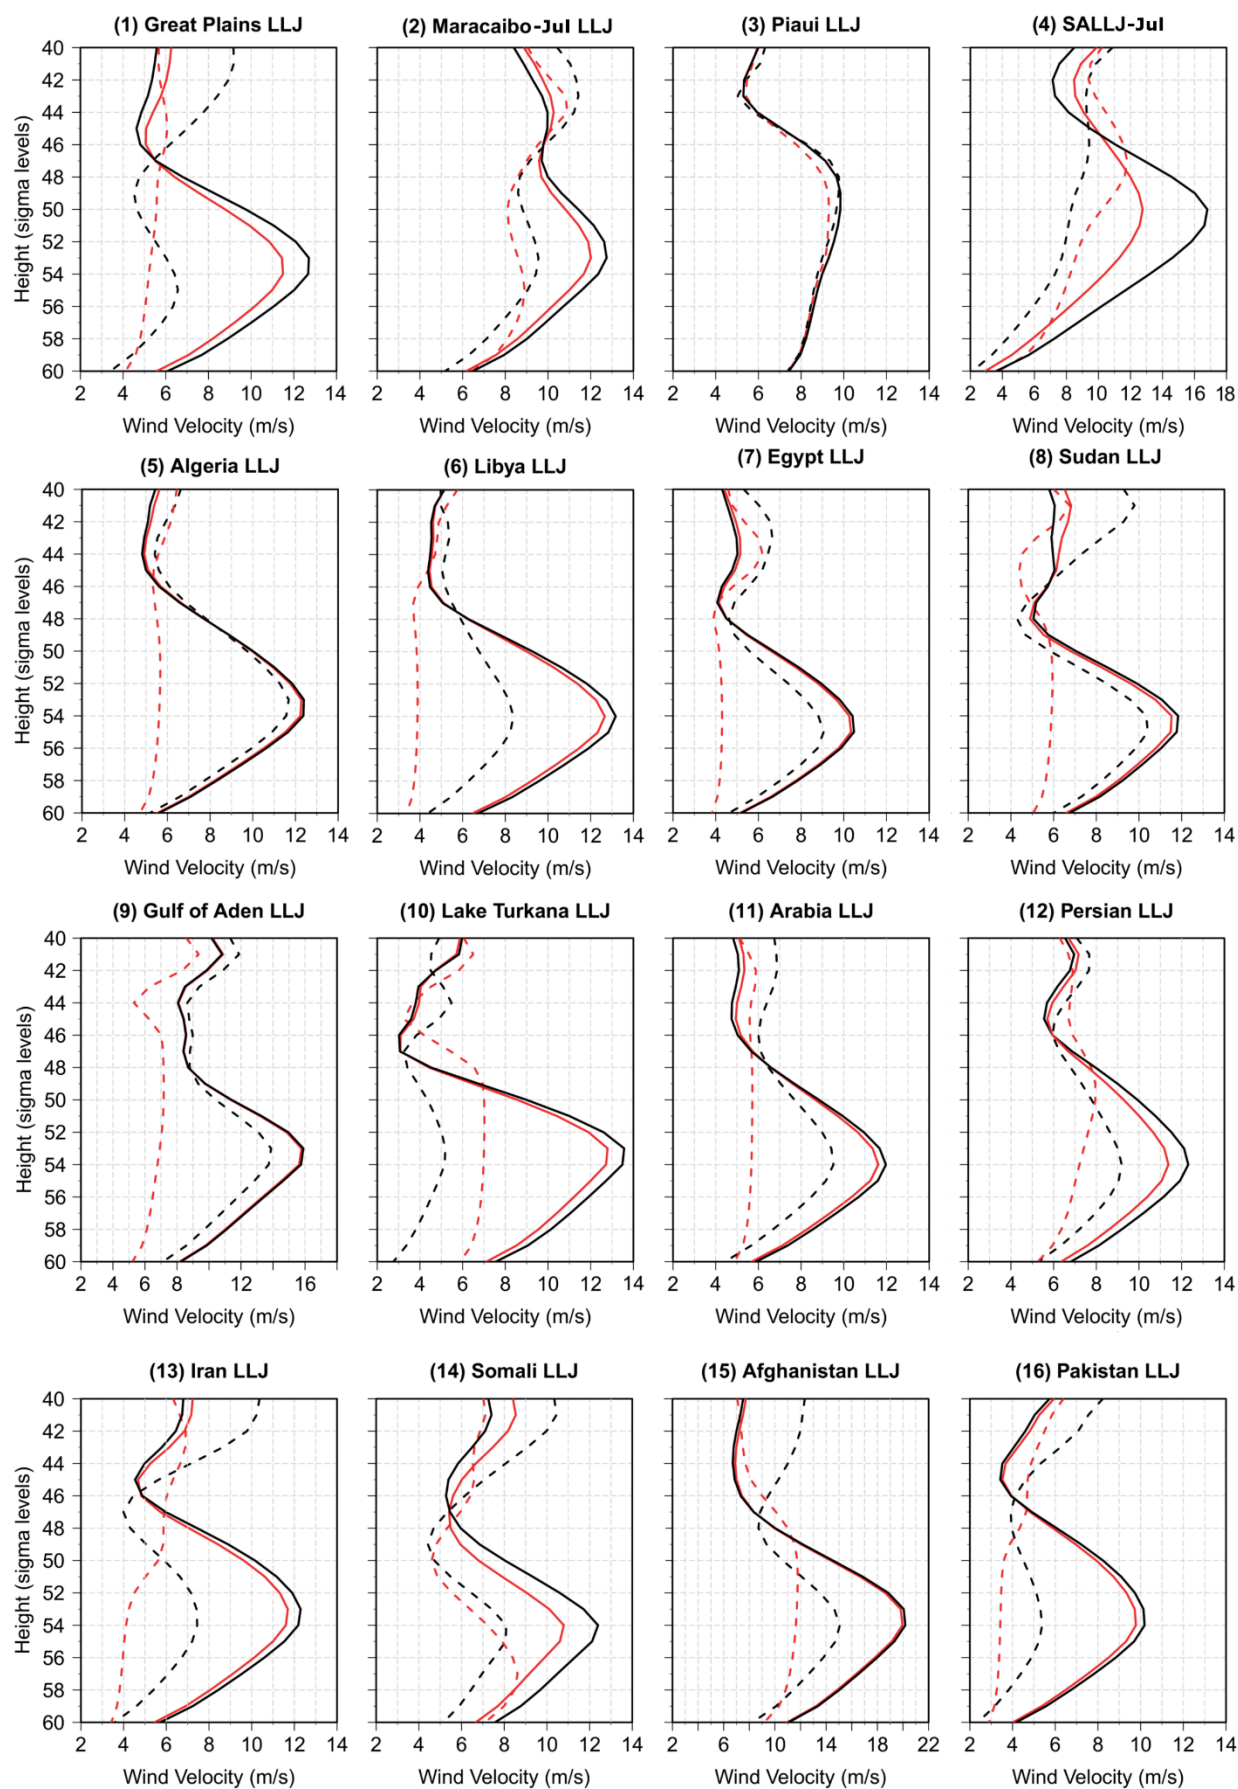 (1) Great Plains LLJ
(2) Maracaibo-Jul LLJ
(3) Piaui LLJ
(4) SALLJ-Jul
Height (sigma levels)
40
42
44
46
48
50
52
54
56
58
60
2 4 6 8 10 12 14
2 4 6 8 10 12 14
2 4 6 8 10 12 14
2 4 6 8 10 12 14 16 18
Wind Velocity (m/s)
Wind Velocity (m/s)
Wind Velocity (m/s)
Wind Velocity (m/s)
(5) Algeria LLJ
(6) Libya LLJ
(7) Egypt LLJ
(8) Sudan LLJ
Height (sigma levels)
40
42
44
46
48
50
52
54
56
58
60
2 4 6 8 10 12 14
2 4 6 8 10 12 14
2 4 6 8 10 12 14
2 4 6 8 10 12 14
Wind Velocity (m/s)
Wind Velocity (m/s)
Wind Velocity (m/s)
Wind Velocity (m/s)
(9) Gulf of Aden LLJ
(10) Lake Turkana LLJ
(11) Arabia LLJ
(12) Persian LLJ
Height (sigma levels)
40
42
44
46
48
50
52
54
56
58
60
2 4 6 8 12 16
2 4 6 8 10 12 14
2 4 6 8 10 12 14
2 4 6 8 10 12 14
Wind Velocity (m/s)
Wind Velocity (m/s)
Wind Velocity (m/s)
Wind Velocity (m/s)
(13) Iran LLJ
(14) Somali LLJ
(15) Afghanistan LLJ
(16) Pakistan LLJ
Height (sigma levels)
40
42
44
46
48
50
52
54
56
58
60
2 4 6 8 10 12 14
2 4 6 8 10 12 14
2 6 10 14 18 22
2 4 6 8 10 12 14
Wind Velocity (m/s)
Wind Velocity (m/s)
Wind Velocity (m/s)
Wind Velocity (m/s)